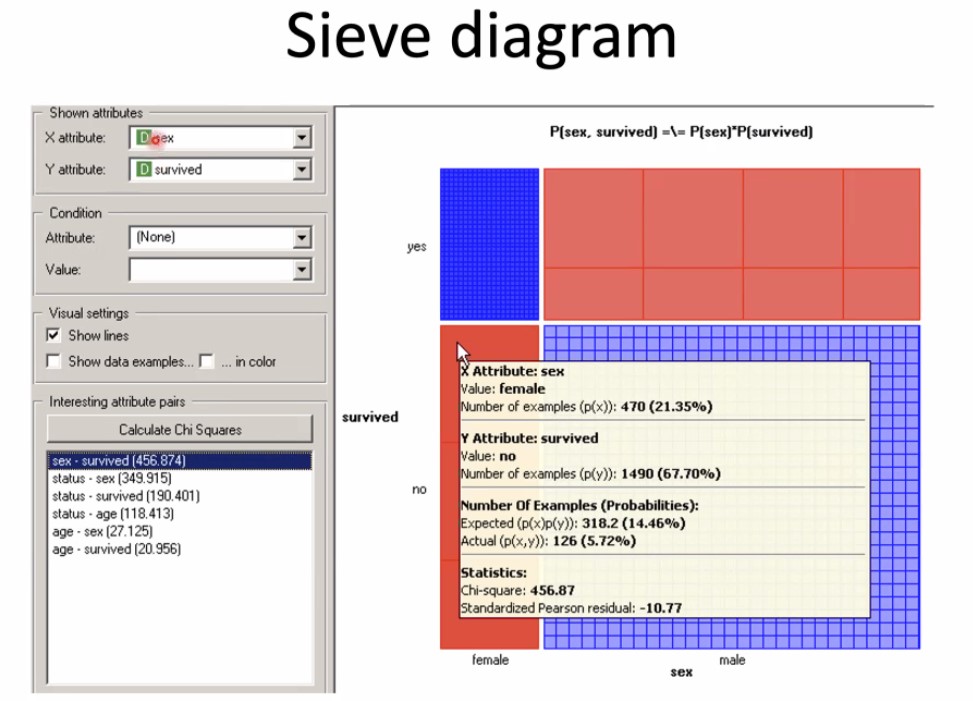 Sieve diagram
Shown attributes
X attribute: D sex
Y attribute: D survived
Condition
Attribute: (None)
Value:
Visual settings
Show lines
Show data examples... ... in color
Interesting attribute pairs
Calculate Chi Squares
sex - survived (456.874)
status - sex (349.915)
status - survived (190.401)
status - age (118.413)
age - sex (27.125)
age - survived (20.956)
P(sex, survived) =\= P(sex)*P(survived)
yes
survived
no
X Attribute: sex
Value: female
Number of examples (p(x)): 470 (21.35%)
Y Attribute: survived
Value: no
Number of examples (p(y)): 1490 (67.70%)
Number Of Examples (Probabilities):
Expected (p(x)p(y)): 318.2 (14.46%)
Actual (p(x,y)): 126 (5.72%)
Statistics:
Chi-square: 456.87
Standardized Pearson residual: -10.77
female male
sex